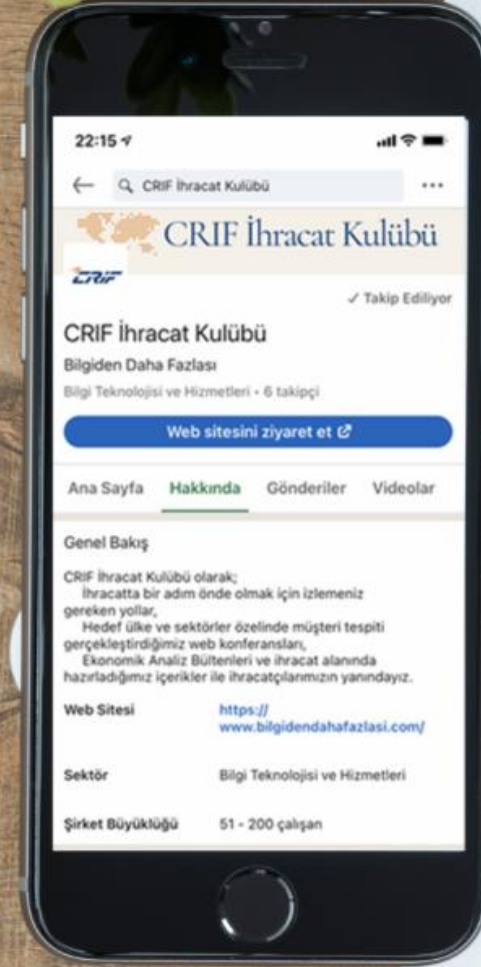 22:15
CRIF İhracat Kulübü
CRIF İhracat Kulübü
CRIF
✓ Takip Ediliyor
CRIF İhracat Kulübü
Bilgiden Daha Fazlası
Bilgi Teknolojisi ve Hizmetleri • 6 takipçi
Web sitesini ziyaret et
Ana Sayfa Hakkında Gönderiler Videolar
Genel Bakış
CRIF İhracat Kulübü olarak;
İhracatta bir adım önde olmak için izlemeniz
gereken yollar,
Hedef ülke ve sektörler özelinde müşteri tespiti
gerçekleştirdiğimiz web konferansları,
Ekonomik Analiz Bültenleri ve ihracat alanında
hazırladığımız içerikler ile ihracatçılarımızın yanındayız.
Web Sitesi https://
www.bilgidendahafazlasi.com/
Sektör Bilgi Teknolojisi ve Hizmetleri
Şirket Büyüklüğü 51 - 200 çalışan